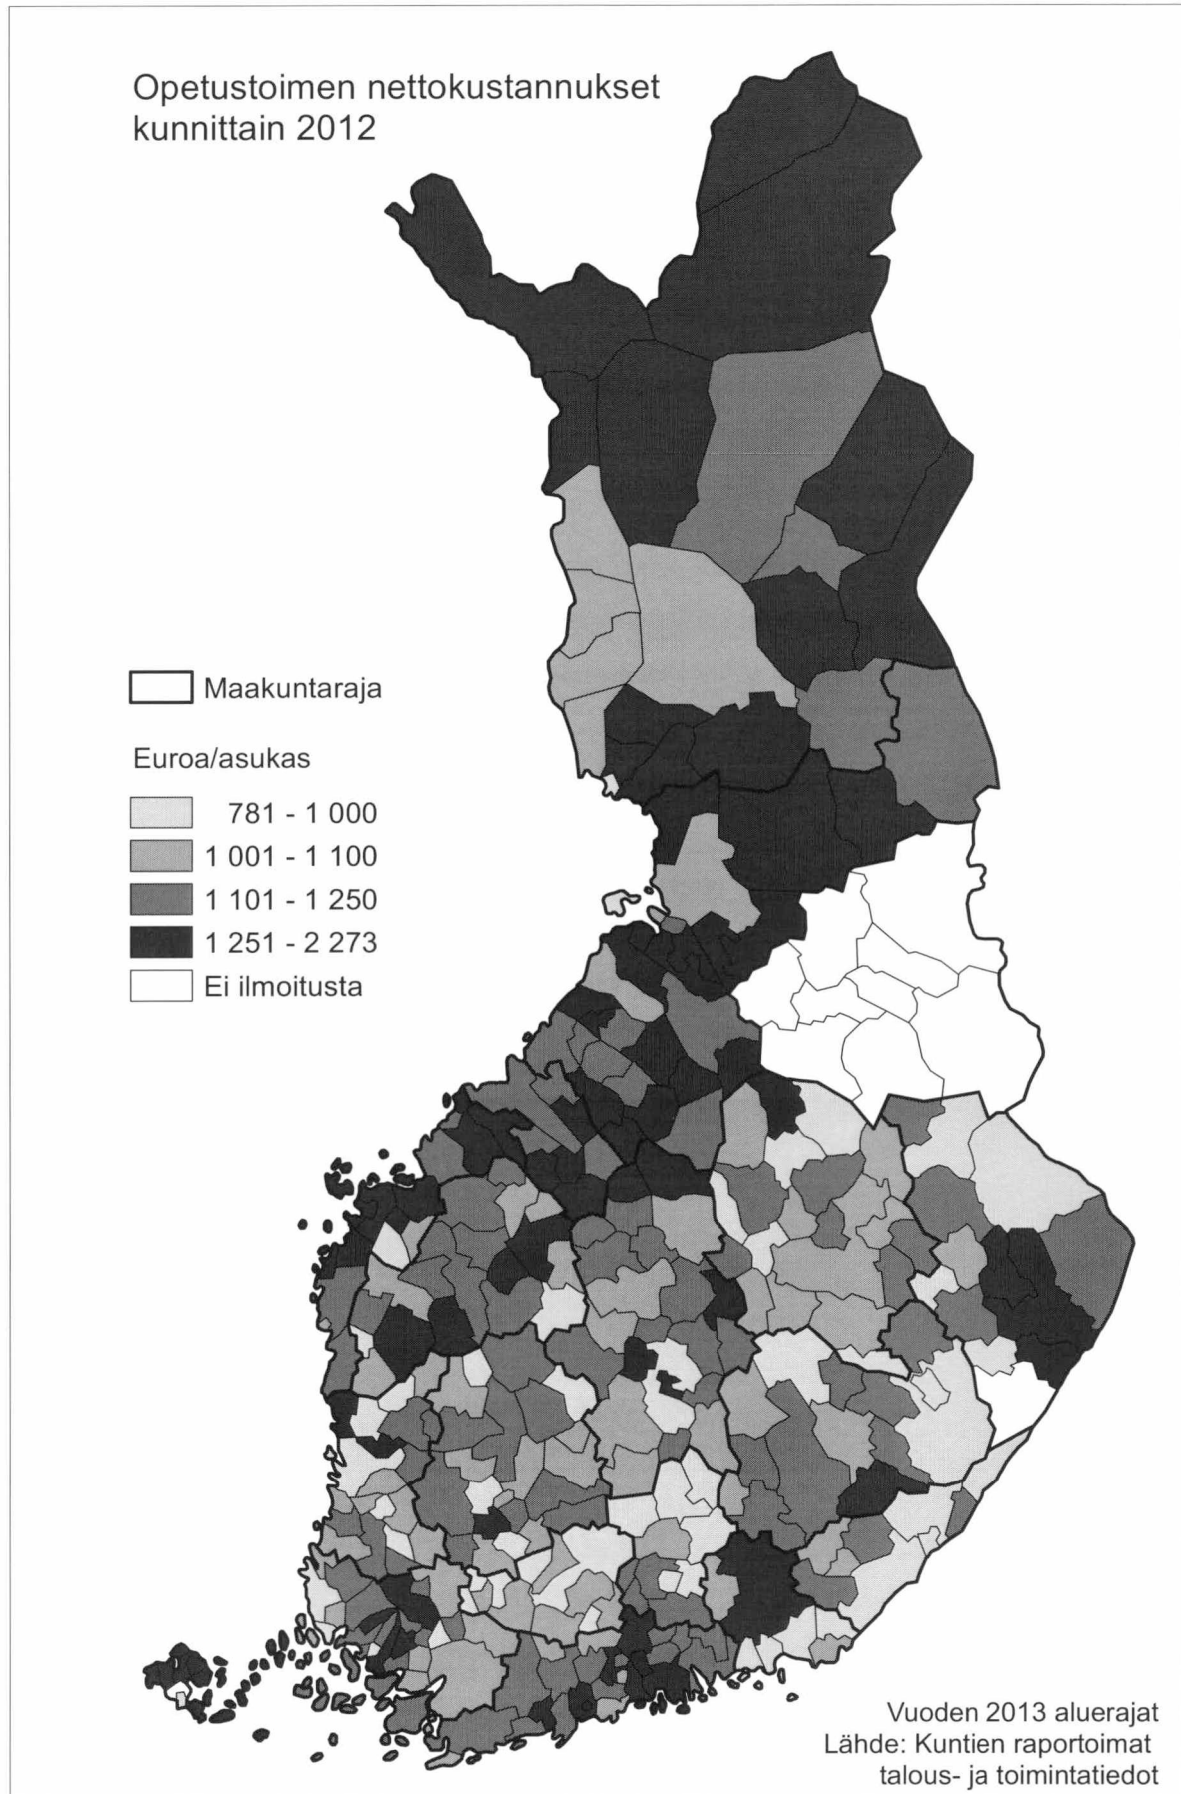 Opetustoimen nettokustannukset
kunnittain 2012
Maakuntaraja
Euroa/asukas
781 - 1 000
1 001 - 1 100
1 101 - 1 250
1 251 - 2 273
Ei ilmoitusta
Vuoden 2013 aluerajat
Lähde: Kuntien raportoimat
talous- ja toimintatiedot